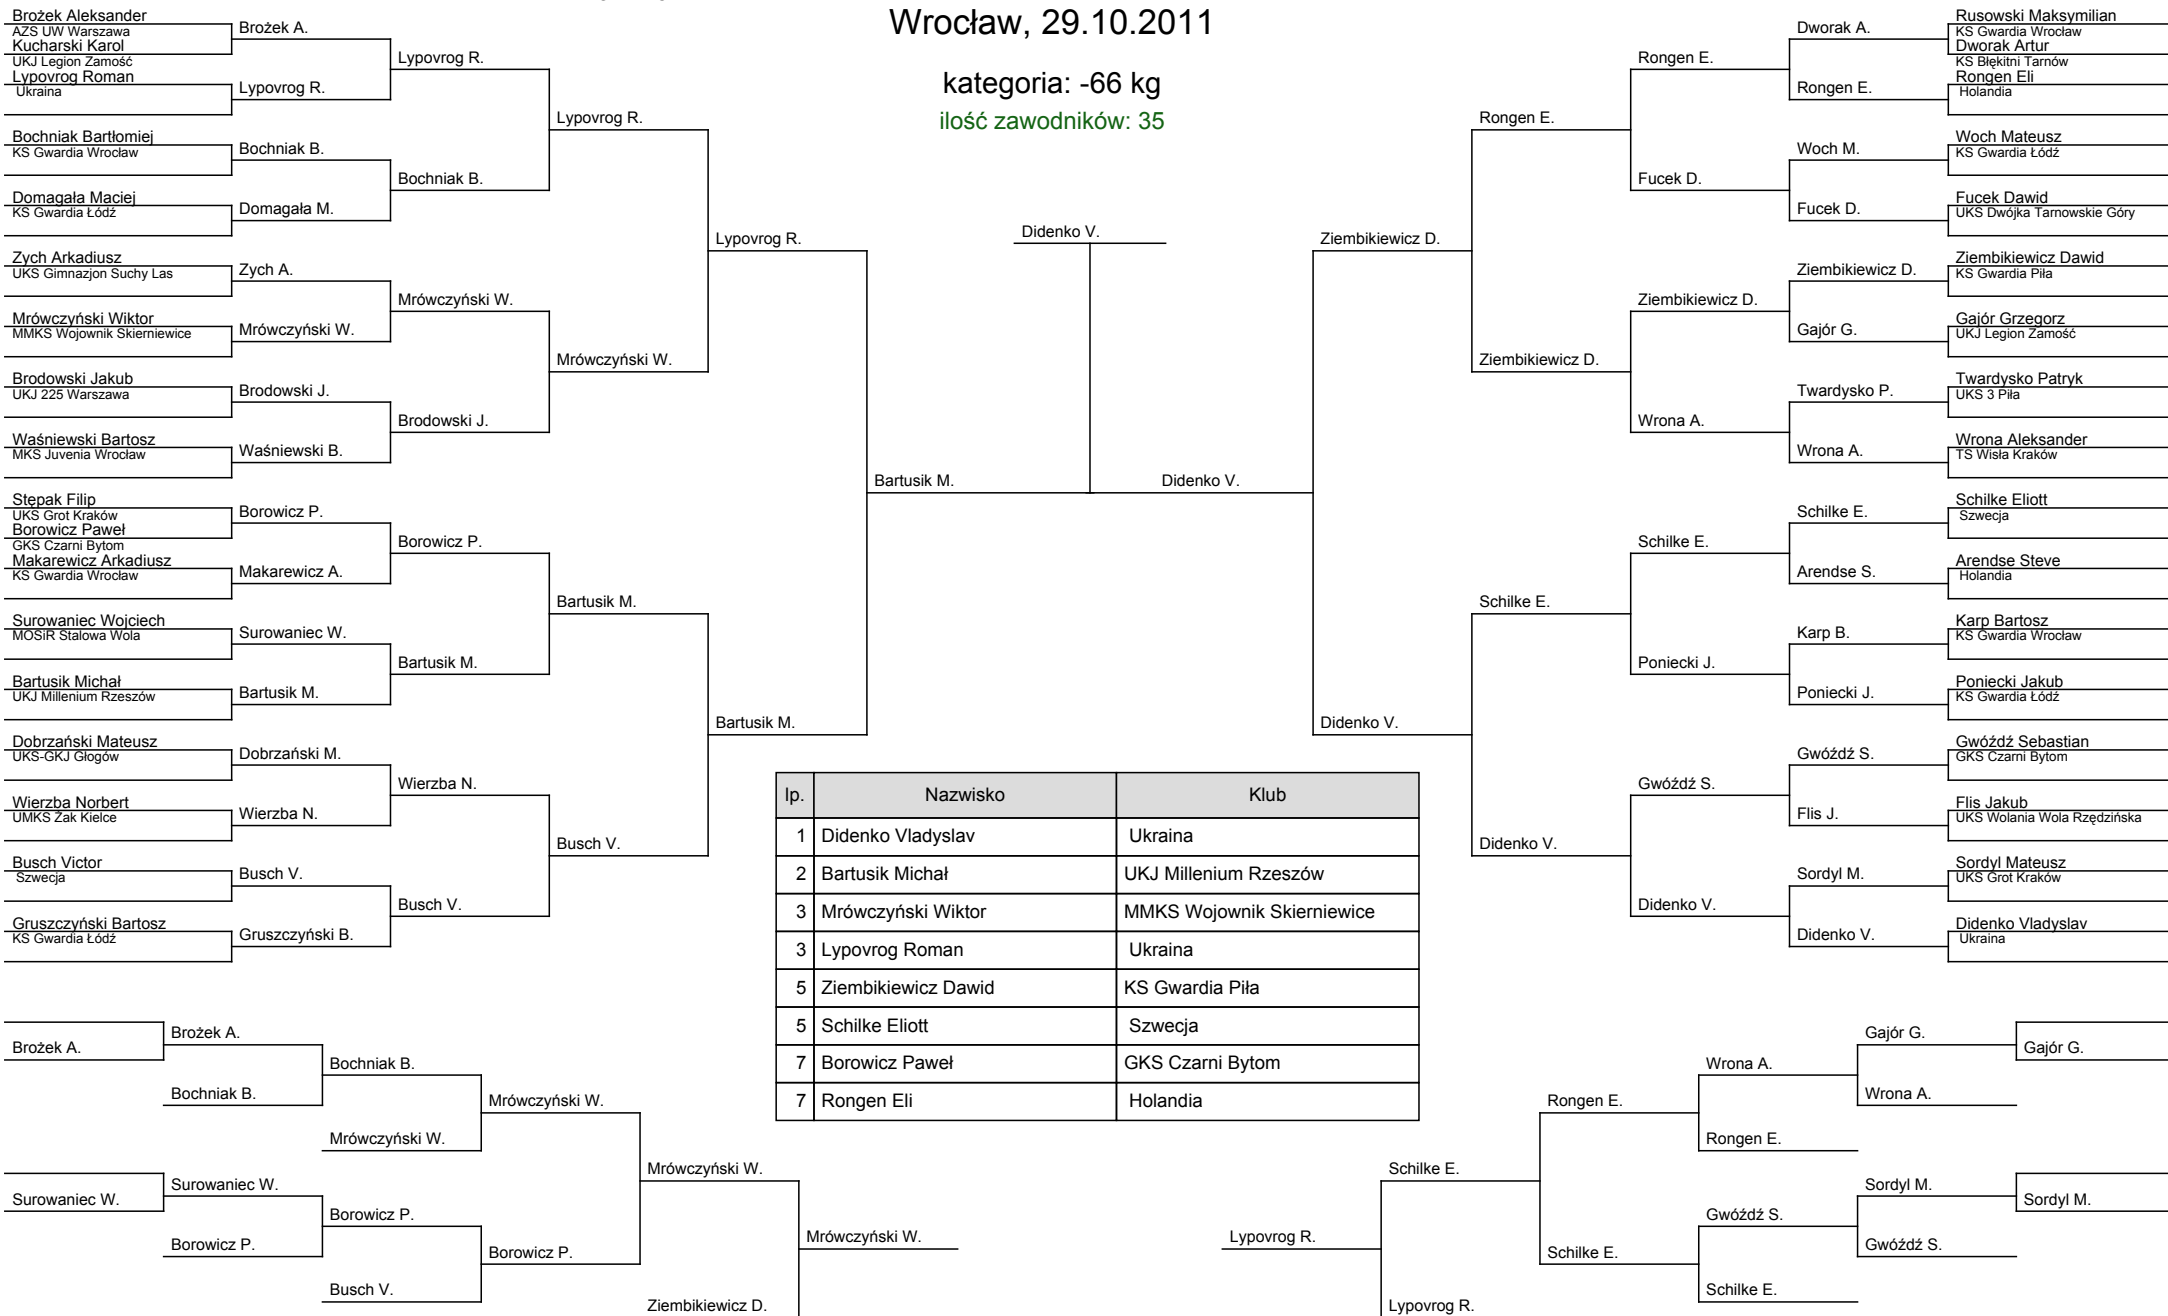 Wrocław, 29.10.2011
kategoria: -66 kg
ilość zawodników: 35
Brożek Aleksander
AZS UW Warszawa
Kucharski Karol
UKJ Legion Zamość
Lypovrog Roman
Ukraina
Bochniak Bartłomiej
KS Gwardia Wrocław
Domagała Maciej
KS Gwardia Łódź
Zych Arkadiusz
UKS Gimnazjon Suchy Las
Mrówczyński Wiktor
MMKS Wojownik Skierniewice
Brodowski Jakub
UKJ 225 Warszawa
Waśniewski Bartosz
MKS Juvenia Wrocław
Stępak Filip
UKS Grot Kraków
Borowicz Paweł
GKS Czarni Bytom
Makarewicz Arkadiusz
KS Gwardia Wrocław
Surowaniec Wojciech
MOSiR Stalowa Wola
Bartusik Michał
UKJ Millenium Rzeszów
Dobrzański Mateusz
UKS-GKJ Głogów
Wierzba Norbert
UMKS Żak Kielce
Busch Victor
Szwecja
Gruszczyński Bartosz
KS Gwardia Łódź
Brożek A.
Lypovrog R.
Bochniak B.
Domagała M.
Zych A.
Mrówczyński W.
Brodowski J.
Waśniewski B.
Borowicz P.
Makarewicz A.
Surowaniec W.
Bartusik M.
Dobrzański M.
Wierzba N.
Busch V.
Gruszczyński B.
Lypovrog R.
Bochniak B.
Mrówczyński W.
Brodowski J.
Borowicz P.
Bartusik M.
Wierzba N.
Busch V.
Lypovrog R.
Mrówczyński W.
Bartusik M.
Busch V.
Lypovrog R.
Bartusik M.
Bartusik M.
Didenko V.
Didenko V.
Ziembikiewicz D.
Didenko V.
Rongen E.
Ziembikiewicz D.
Schilke E.
Didenko V.
Rongen E.
Fucek D.
Ziembikiewicz D.
Wrona A.
Schilke E.
Poniecki J.
Gwóźdź S.
Didenko V.
Dworak A.
Rongen E.
Woch M.
Fucek D.
Ziembikiewicz D.
Gajór G.
Twardysko P.
Wrona A.
Schilke E.
Arendse S.
Karp B.
Poniecki J.
Gwóźdź S.
Flis J.
Sordyl M.
Didenko V.
Rusowski Maksymilian
KS Gwardia Wrocław
Dworak Artur
KS Błękitni Tarnów
Rongen Eli
Holandia
Woch Mateusz
KS Gwardia Łódź
Fucek Dawid
UKS Dwójka Tarnowskie Góry
Ziembikiewicz Dawid
KS Gwardia Piła
Gajór Grzegorz
UKJ Legion Zamość
Twardysko Patryk
UKS 3 Piła
Wrona Aleksander
TS Wisła Kraków
Schilke Eliott
Szwecja
Arendse Steve
Holandia
Karp Bartosz
KS Gwardia Wrocław
Poniecki Jakub
KS Gwardia Łódź
Gwóźdź Sebastian
GKS Czarni Bytom
Flis Jakub
UKS Wolania Wola Rzędzińska
Sordyl Mateusz
UKS Grot Kraków
Didenko Vladyslav
Ukraina
lp. Nazwisko Klub
1 Didenko Vladyslav Ukraina
2 Bartusik Michał UKJ Millenium Rzeszów
3 Mrówczyński Wiktor MMKS Wojownik Skierniewice
3 Lypovrog Roman Ukraina
5 Ziembikiewicz Dawid KS Gwardia Piła
5 Schilke Eliott Szwecja
7 Borowicz Paweł GKS Czarni Bytom
7 Rongen Eli Holandia
Brożek A.
Surowaniec W.
Brożek A.
Bochniak B.
Surowaniec W.
Borowicz P.
Bochniak B.
Mrówczyński W.
Borowicz P.
Busch V.
Mrówczyński W.
Borowicz P.
Mrówczyński W.
Ziembikiewicz D.
Mrówczyński W.
Lypovrog R.
Schilke E.
Lypovrog R.
Rongen E.
Schilke E.
Wrona A.
Rongen E.
Gwóźdź S.
Schilke E.
Gajór G.
Wrona A.
Sordyl M.
Gwóźdź S.
Gajór G.
Sordyl M.